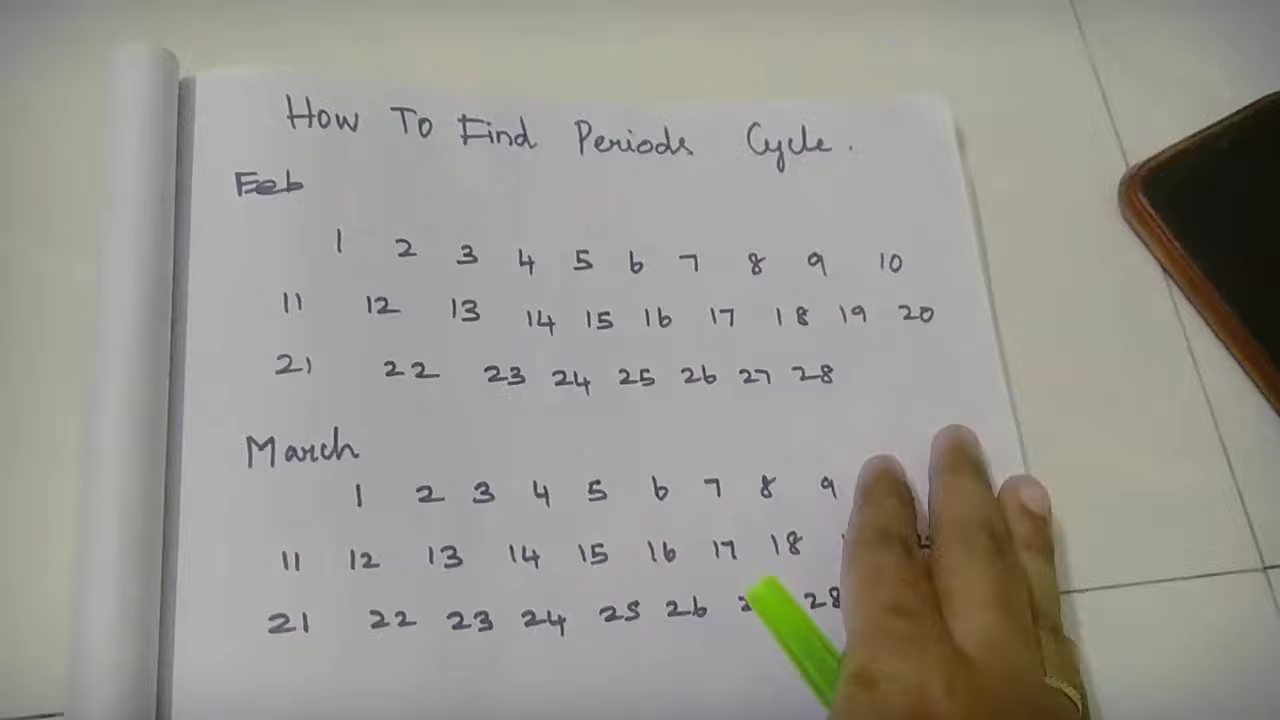 How To Find Periods Cycle.
Feb
1 2 3 4 5 6 7 8 9 10
11 12 13 14 15 16 17 18 19 20
21 22 23 24 25 26 27 28
March
1 2 3 4 5 6 7 8 9
11 12 13 14 15 16 17 18
21 22 23 24 25 26 28